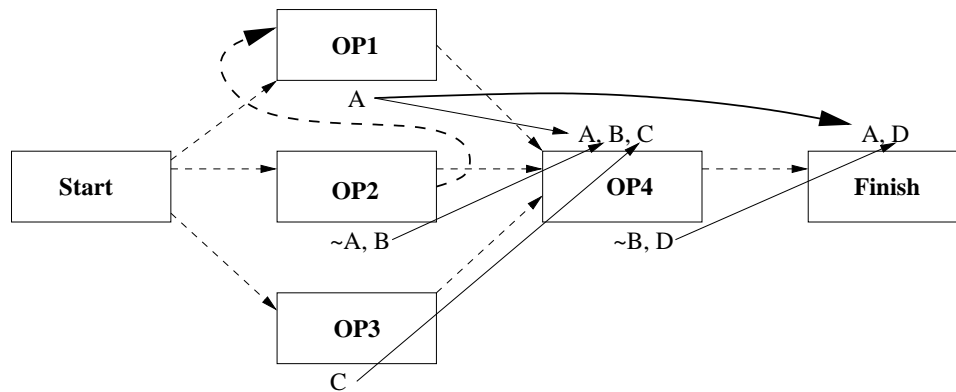 OP1
A
A, B, C
A, D
Start
OP2
OP4
Finish
~A, B
~B, D
OP3
C